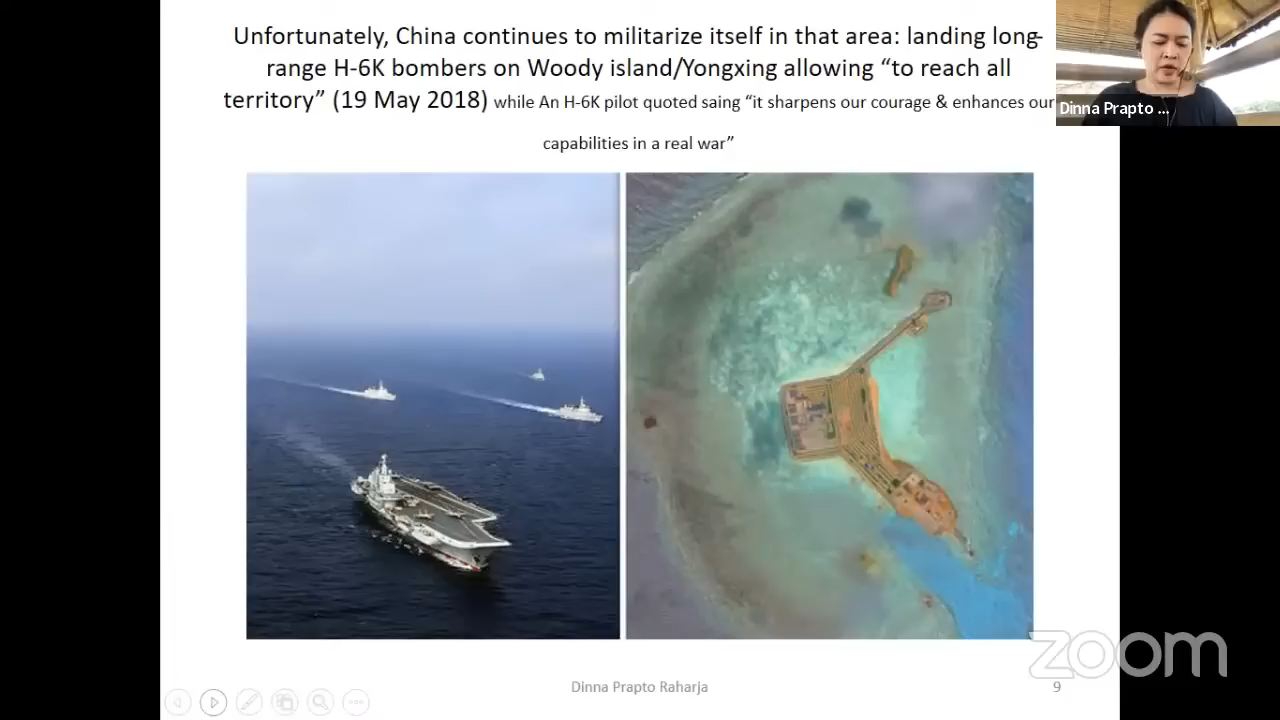 Unfortunately, China continues to militarize itself in that area: landing long-
range H-6K bombers on Woody island/Yongxing allowing “to reach all
territory” (19 May 2018) while An H-6K pilot quoted saing “it sharpens our courage & enhances our
capabilities in a real war”
Dinna Prapto ...
zoom
Dinna Prapto Raharja
9